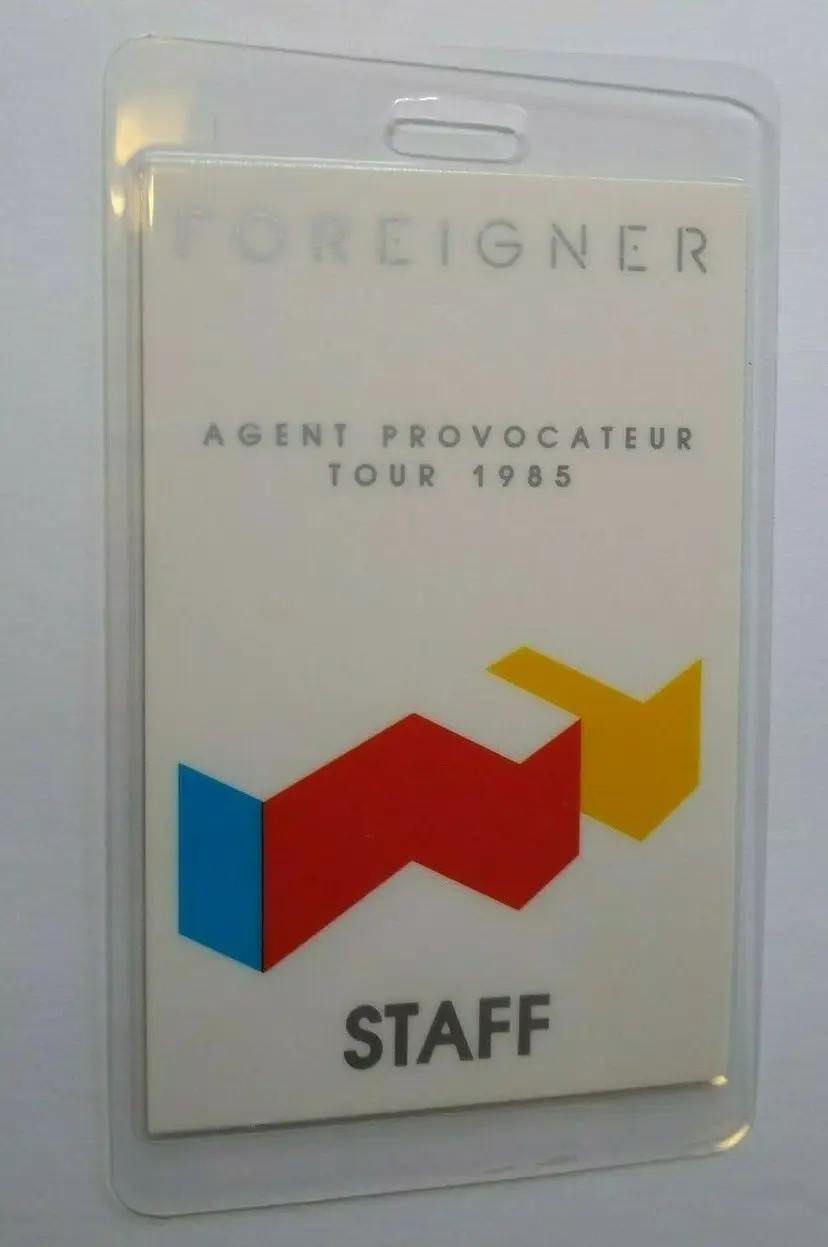 FOREIGNER
AGENT PROVOCATEUR
TOUR 1985
STAFF